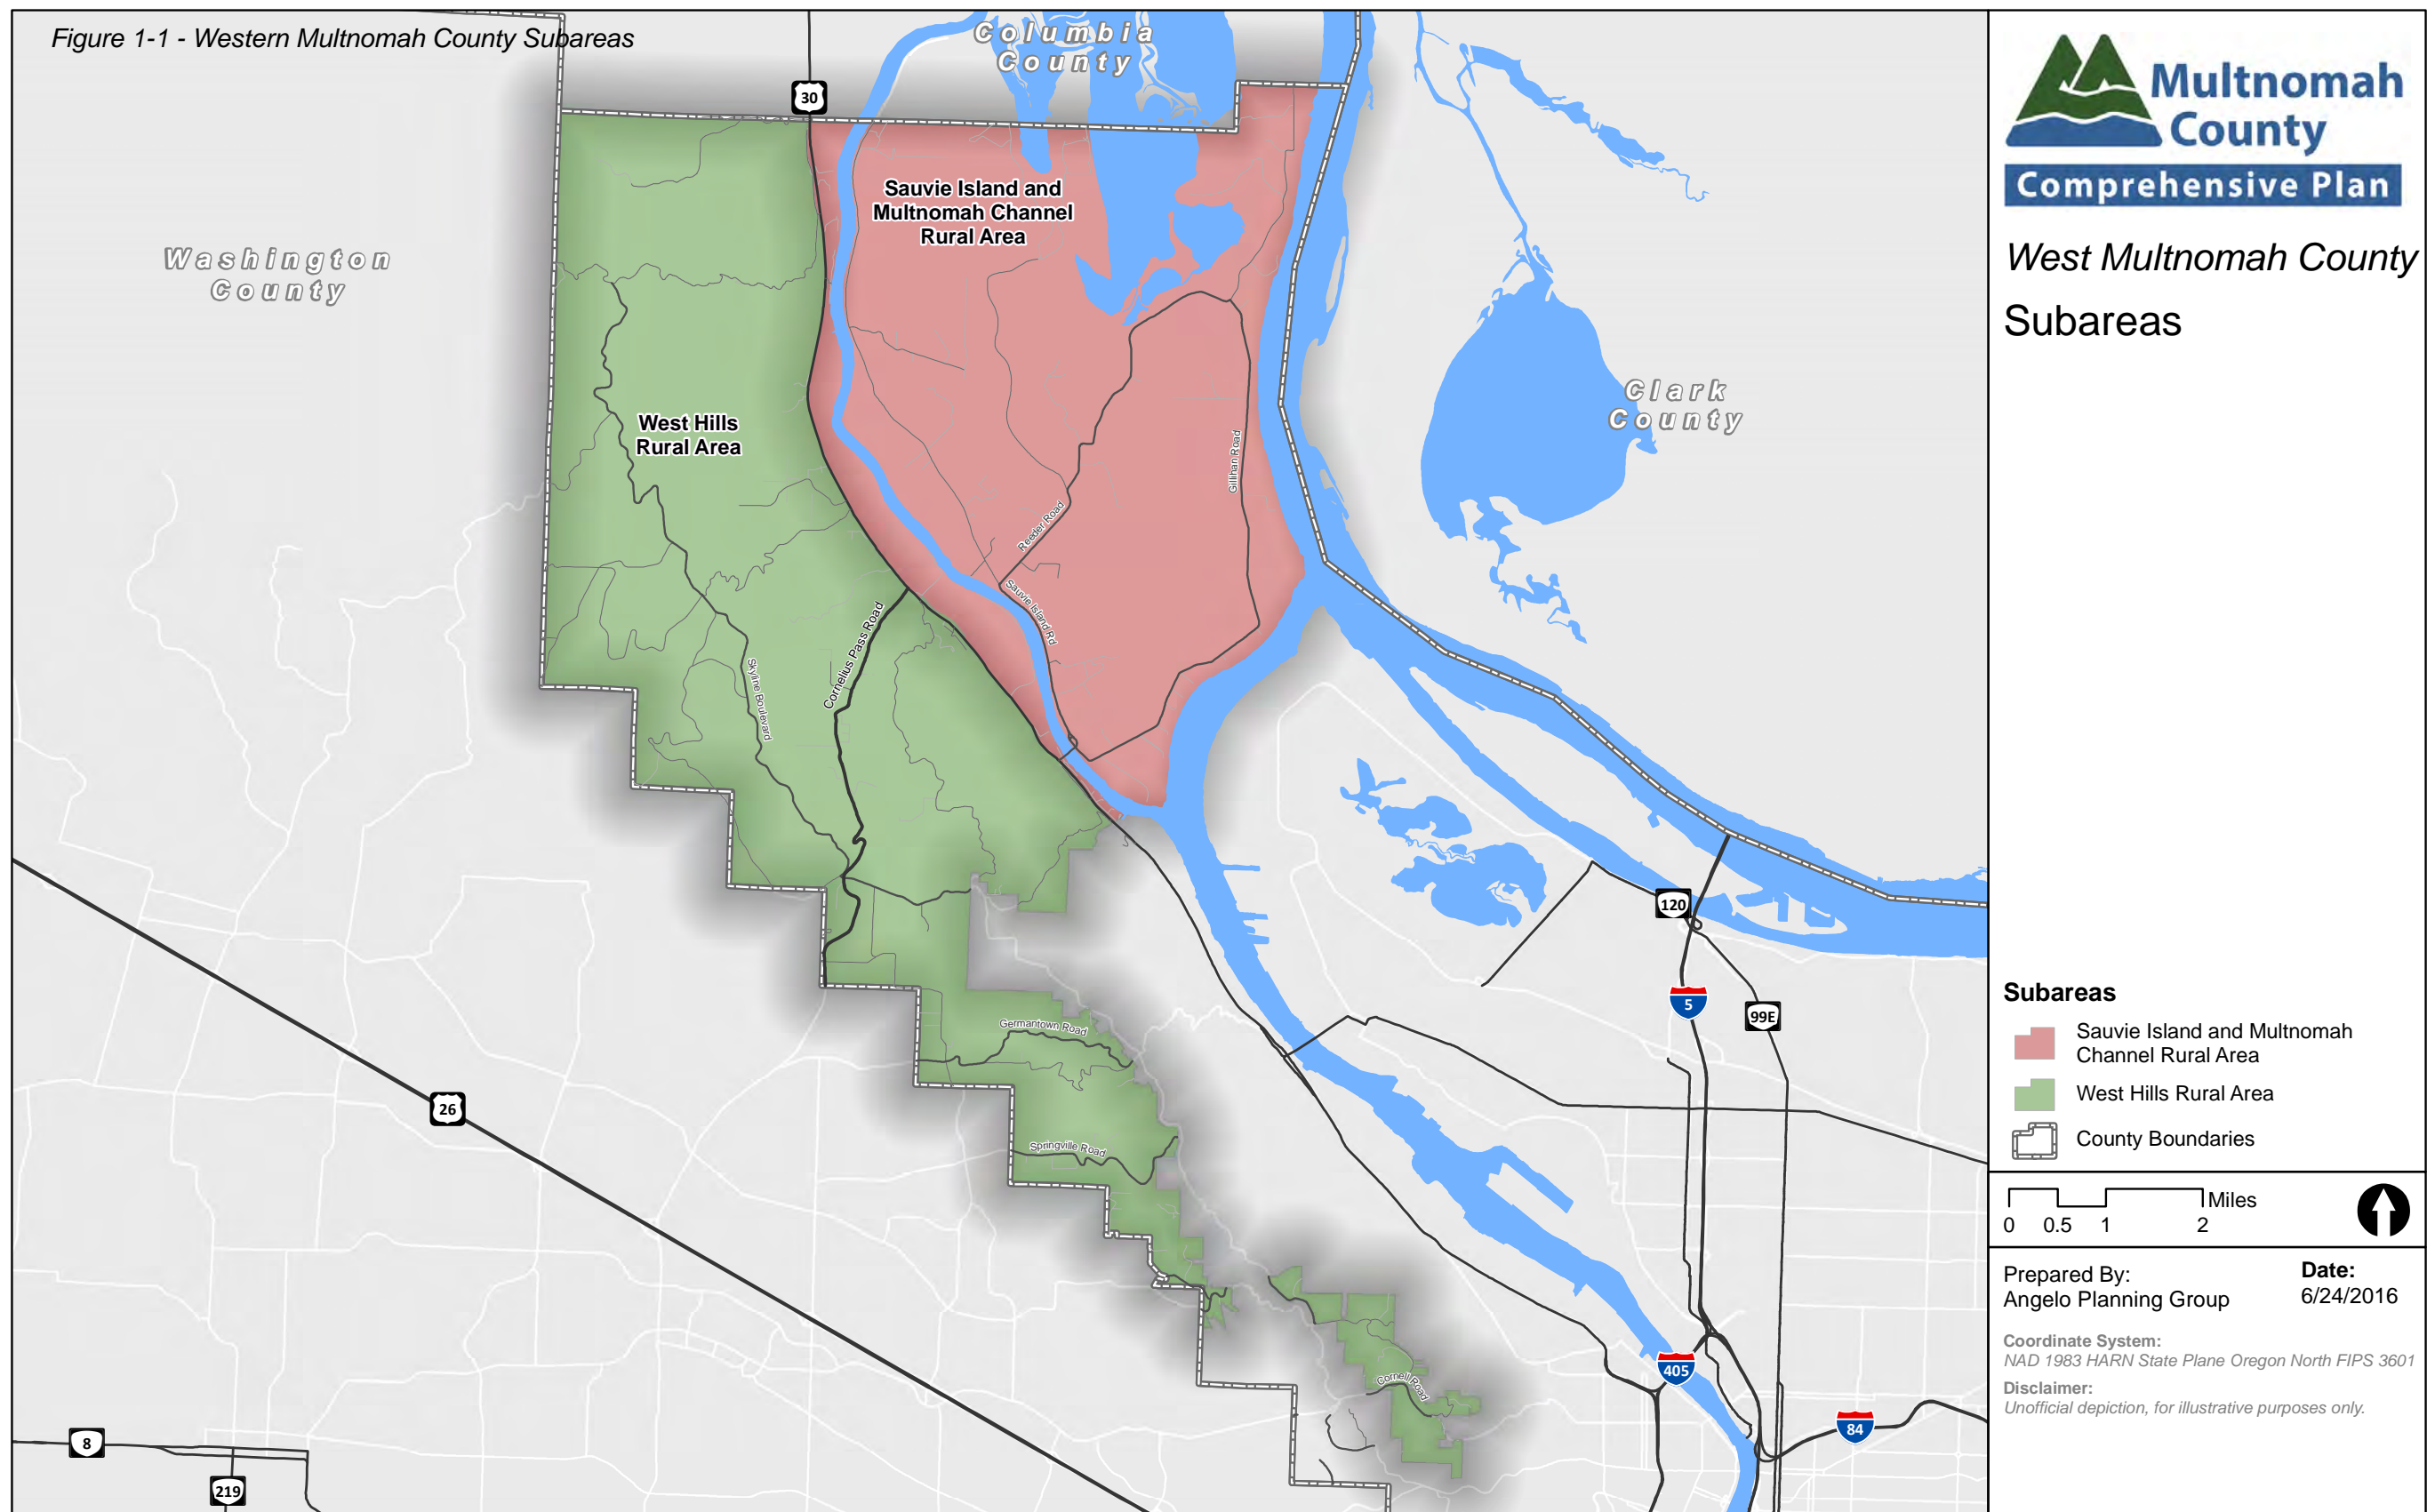 Figure 1-1 - Western Multnomah County Subareas
Columbia
County
30
Sauvie Island and
Multnomah Channel
Rural Area
Washington
County
West Hills
Rural Area
Clark
County
Gillihan Road
Reeder Road
Sauvie Island Rd
Cornelius Pass Road
Skyline Boulevard
120
5
99E
Germantown Road
26
Springville Road
Cornell Road
405
84
8
219
Multnomah
County
Comprehensive Plan
West Multnomah County
Subareas
Subareas
Sauvie Island and Multnomah
Channel Rural Area
West Hills Rural Area
County Boundaries
Miles
0 0.5 1 2
Prepared By:
Angelo Planning Group
Date:
6/24/2016
Coordinate System:
NAD 1983 HARN State Plane Oregon North FIPS 3601
Disclaimer:
Unofficial depiction, for illustrative purposes only.